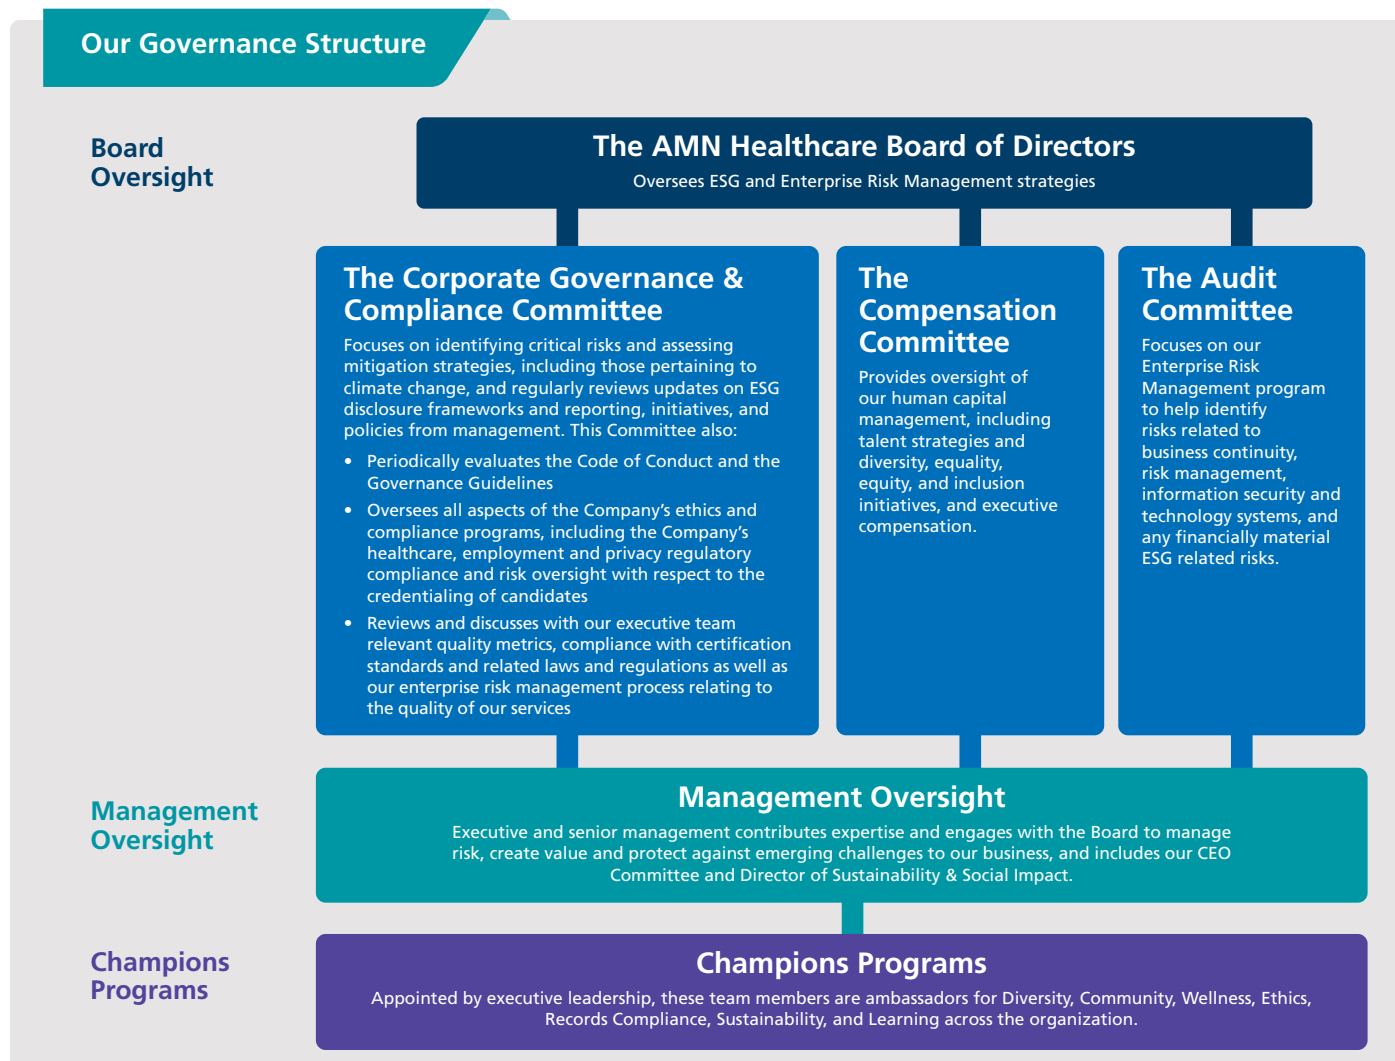 Our Governance Structure
Board
Oversight
The AMN Healthcare Board of Directors
Oversees ESG and Enterprise Risk Management strategies
The Corporate Governance &
Compliance Committee
Focuses on identifying critical risks and assessing
mitigation strategies, including those pertaining to
climate change, and regularly reviews updates on ESG
disclosure frameworks and reporting, initiatives, and
policies from management. This Committee also:
• Periodically evaluates the Code of Conduct and the
Governance Guidelines
• Oversees all aspects of the Company’s ethics and
compliance programs, including the Company’s
healthcare, employment and privacy regulatory
compliance and risk oversight with respect to the
credentialing of candidates
• Reviews and discusses with our executive team
relevant quality metrics, compliance with certification
standards and related laws and regulations as well as
our enterprise risk management process relating to
the quality of our services
The
Compensation
Committee
Provides oversight of
our human capital
management, including
talent strategies and
diversity, equality,
equity, and inclusion
initiatives, and executive
compensation.
The Audit
Committee
Focuses on our
Enterprise Risk
Management program
to help identify
risks related to
business continuity,
risk management,
information security and
technology systems, and
any financially material
ESG related risks.
Management
Oversight
Management Oversight
Executive and senior management contributes expertise and engages with the Board to manage
risk, create value and protect against emerging challenges to our business, and includes our CEO
Committee and Director of Sustainability & Social Impact.
Champions
Programs
Champions Programs
Appointed by executive leadership, these team members are ambassadors for Diversity, Community, Wellness, Ethics,
Records Compliance, Sustainability, and Learning across the organization.